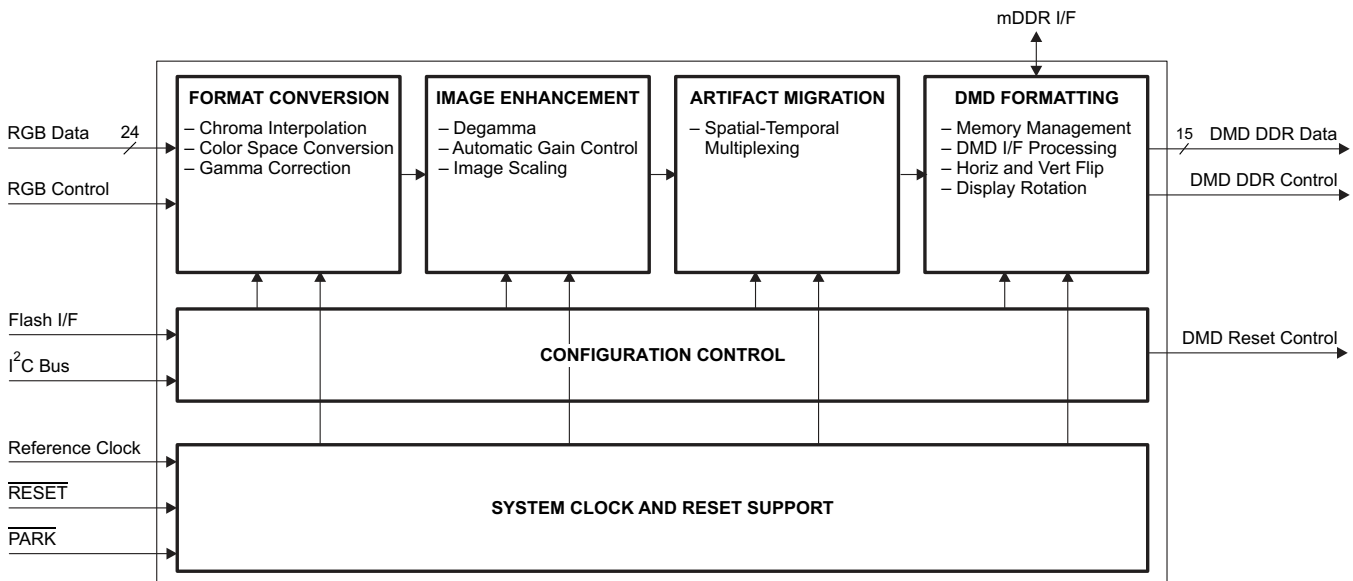 mDDR I/F
FORMAT CONVERSION
– Chroma Interpolation
– Color Space Conversion
– Gamma Correction
IMAGE ENHANCEMENT
– Degamma
– Automatic Gain Control
– Image Scaling
ARTIFACT MIGRATION
– Spatial-Temporal
Multiplexing
DMD FORMATTING
– Memory Management
– DMD I/F Processing
– Horiz and Vert Flip
– Display Rotation
RGB Data 24
RGB Control
15 DMD DDR Data
DMD DDR Control
Flash I/F
I²C Bus
CONFIGURATION CONTROL
DMD Reset Control
Reference Clock
RESET
PARK
SYSTEM CLOCK AND RESET SUPPORT